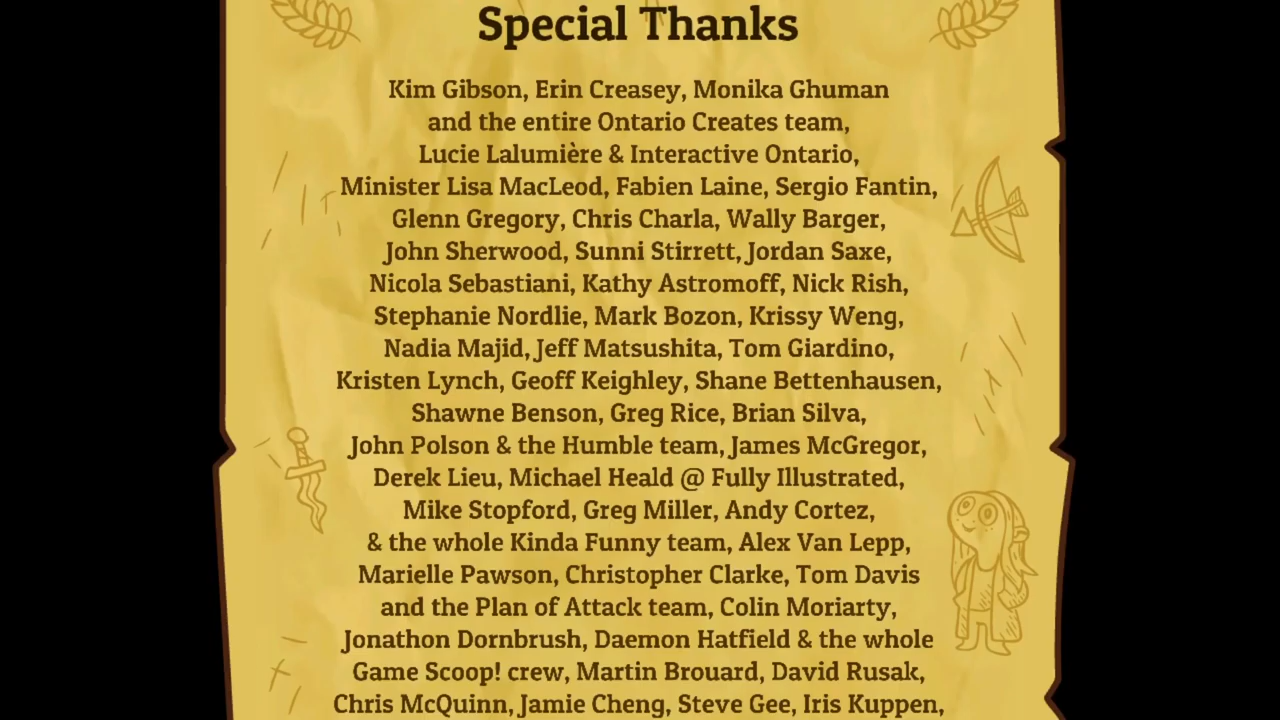 Special Thanks
Kim Gibson, Erin Creasey, Monika Ghuman
and the entire Ontario Creates team,
Lucie Lalumière & Interactive Ontario,
Minister Lisa MacLeod, Fabien Laine, Sergio Fantin,
Glenn Gregory, Chris Charla, Wally Barger,
John Sherwood, Sunni Stirrett, Jordan Saxe,
Nicola Sebastiani, Kathy Astromoff, Nick Rish,
Stephanie Nordlie, Mark Bozon, Krissy Weng,
Nadia Majid, Jeff Matsushita, Tom Giardino,
Kristen Lynch, Geoff Keighley, Shane Bettenhausen,
Shawne Benson, Greg Rice, Brian Silva,
John Polson & the Humble team, James McGregor,
Derek Lieu, Michael Heald @ Fully Illustrated,
Mike Stopford, Greg Miller, Andy Cortez,
& the whole Kinda Funny team, Alex Van Lepp,
Marielle Pawson, Christopher Clarke, Tom Davis
and the Plan of Attack team, Colin Moriarty,
Jonathon Dornbrush, Daemon Hatfield & the whole
Game Scoop! crew, Martin Brouard, David Rusak,
Chris McQuinn, Jamie Cheng, Steve Gee, Iris Kuppen,